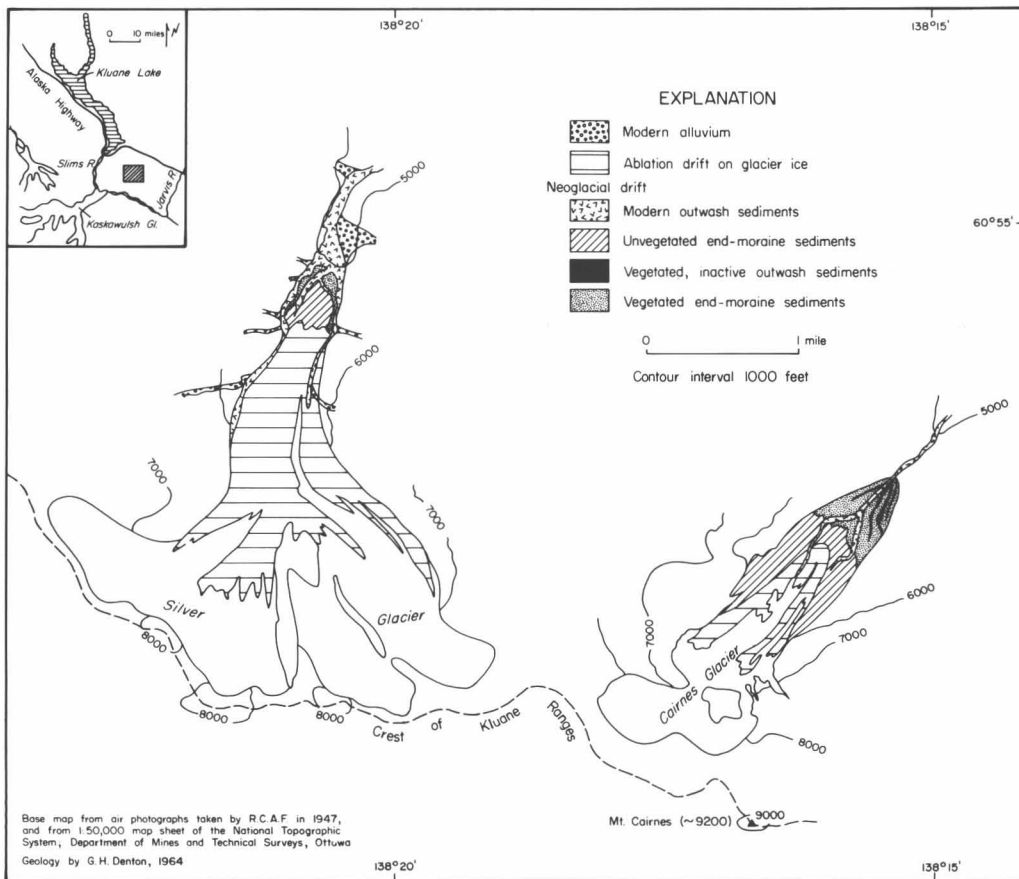 138°20'
138°15'
0 10 miles N
Kluane Lake
Alaska Highway
Slims R.
Jarvis R.
Kaskawulsh Gl.
EXPLANATION
Modern alluvium
Ablation drift on glacier ice
Neoglacial drift
Modern outwash sediments
Unvegetated end-moraine sediments
Vegetated, inactive outwash sediments
Vegetated end-moraine sediments
0 1 mile
Contour interval 1000 feet
60°55'
5000
6000
7000
7000
5000
6000
7000
7000
Silver Glacier
Cairnes Glacier
8000
8000
8000
8000
Crest of Kluane Ranges
Mt. Cairnes (~9200)
9000
Base map from air photographs taken by R.C.A.F. in 1947,
and from 1:50,000 map sheet of the National Topographic
System; Department of Mines and Technical Surveys, Ottawa
Geology by G. H. Denton, 1964
138°20'
138°15'